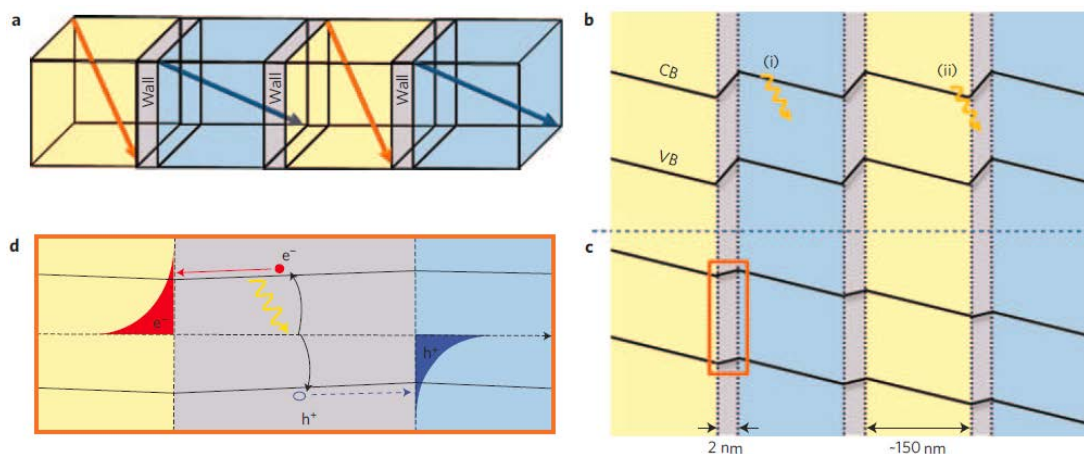 a
Wall
Wall
Wall
b
(i)
(ii)
CB
VB
c
2 nm
~150 nm
d
e⁻
e⁻
h⁺
h⁺